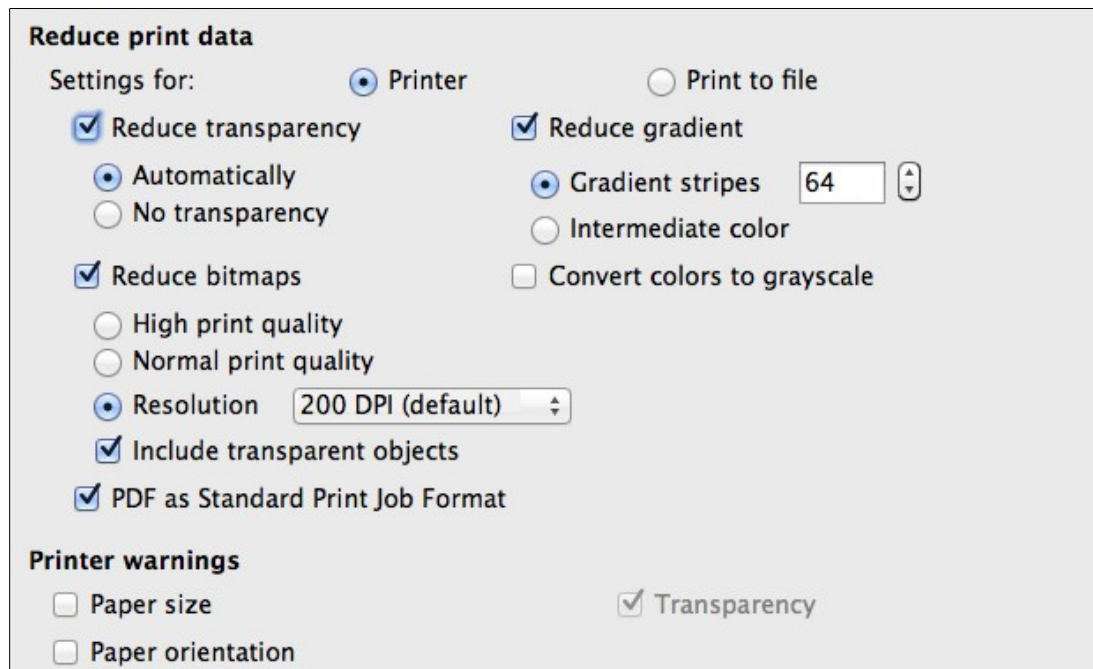 Reduce print data
Settings for: Printer Print to file
Reduce transparency Reduce gradient
Automatically Gradient stripes 64
No transparency Intermediate color
Reduce bitmaps Convert colors to grayscale
High print quality
Normal print quality
Resolution 200 DPI (default)
Include transparent objects
PDF as Standard Print Job Format
Printer warnings
Paper size Transparency
Paper orientation